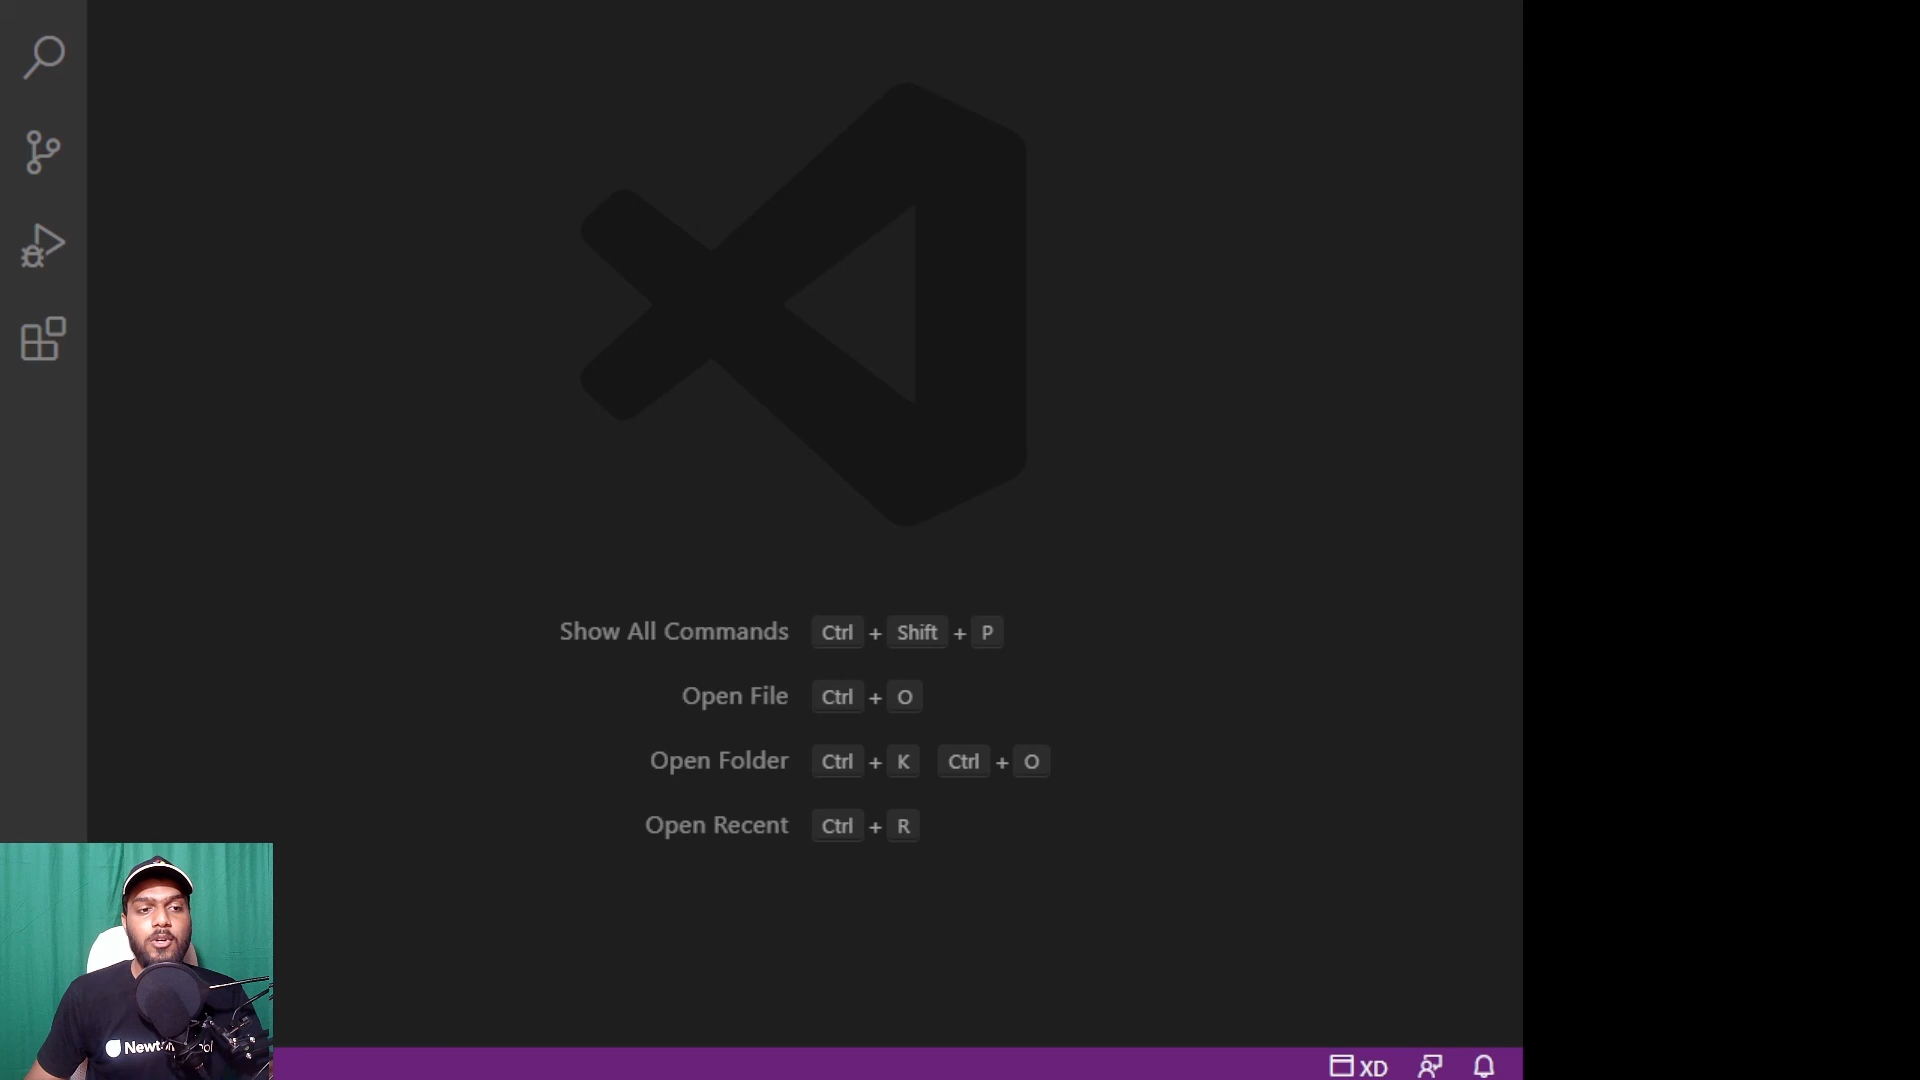 Show All Commands Ctrl + Shift + P
Open File Ctrl + O
Open Folder Ctrl + K Ctrl + O
Open Recent Ctrl + R
XD